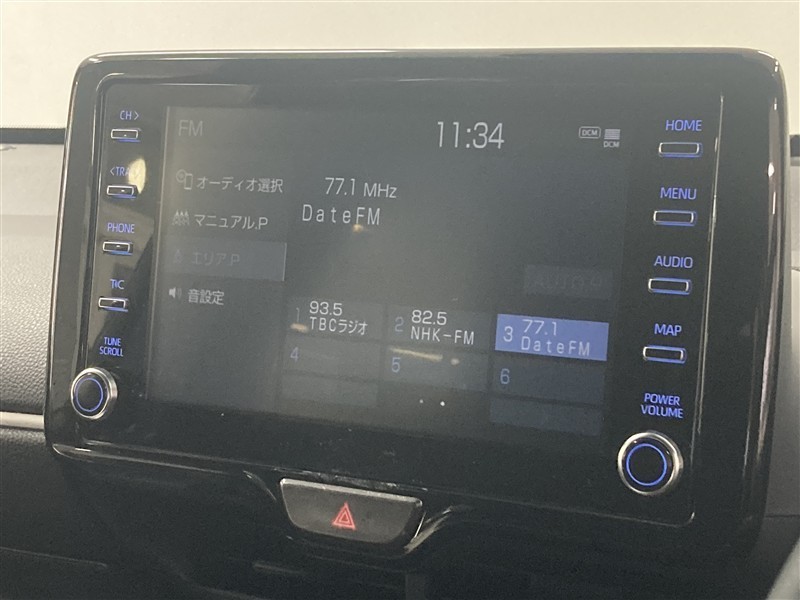 CH >
< TRA
PHONE
T·C
TUNE
SCROLL
FM
11:34
DCM
DCM
オーディオ選択
マニュアル.P
エリア.P
音設定
77.1 MHz
DateFM
AUTO.P
1 93.5
TBCラジオ
2 82.5
NHK-FM
3 77.1
DateFM
4
5
6
HOME
MENU
AUDIO
MAP
POWER
VOLUME